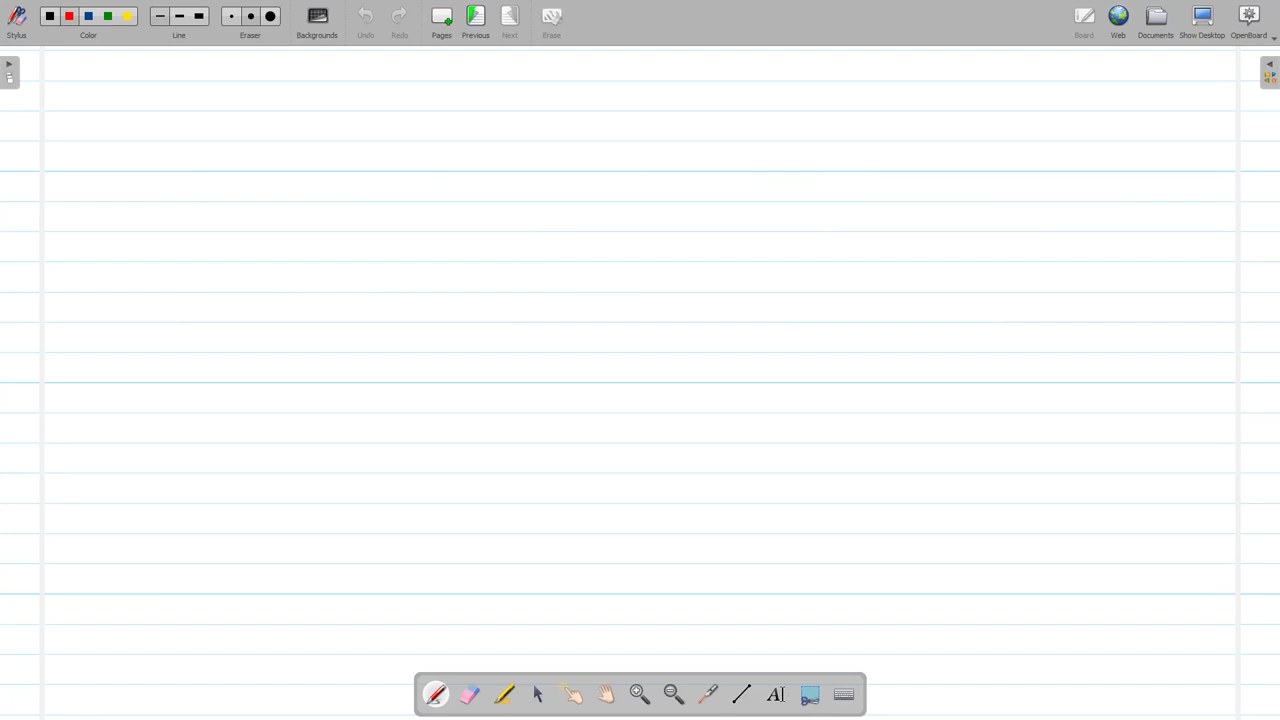 Stylus
Color
Line
Eraser
Backgrounds
Undo
Redo
Pages
Previous
Next
Erase
Board
Web
Documents
Show Desktop
OpenBoard